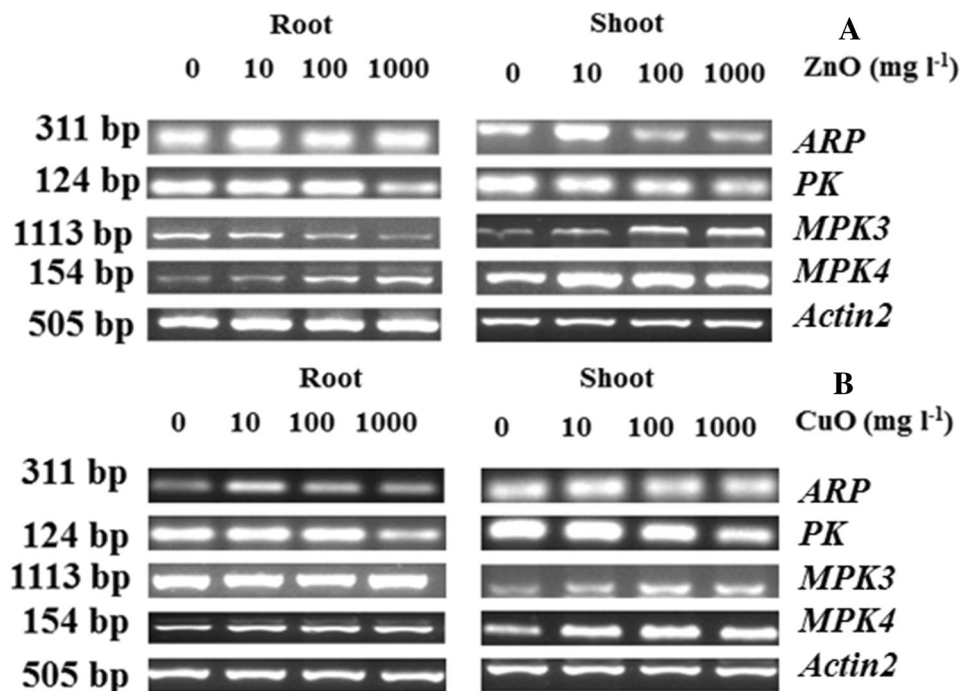 Root Shoot A
0 10 100 1000 0 10 100 1000 ZnO (mg l-1)
311 bp ARP
124 bp PK
1113 bp MPK3
154 bp MPK4
505 bp Actin2
Root Shoot B
0 10 100 1000 0 10 100 1000 CuO (mg l-1)
311 bp ARP
124 bp PK
1113 bp MPK3
154 bp MPK4
505 bp Actin2